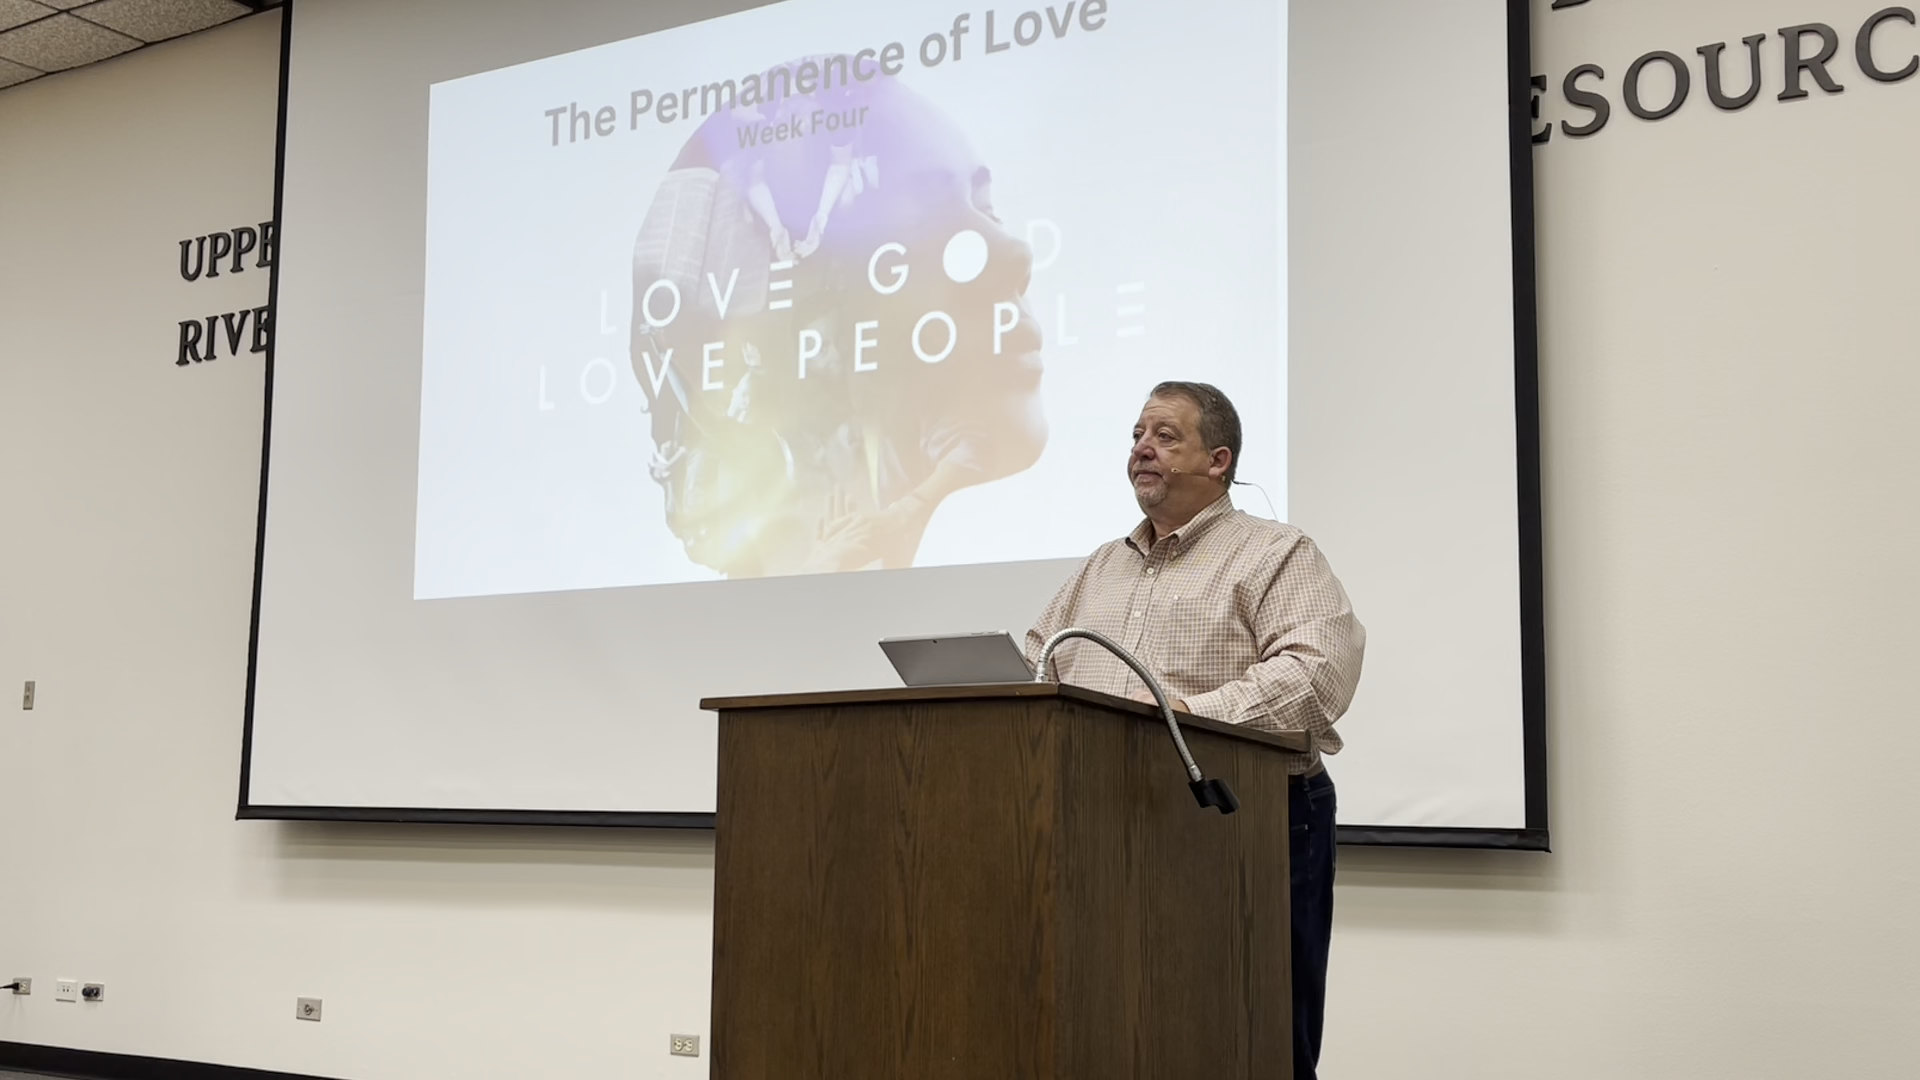 The Permanence of Love
Week Four
LOVE GOD
LOVE PEOPLE
UPPE
RIVE
ESOURC